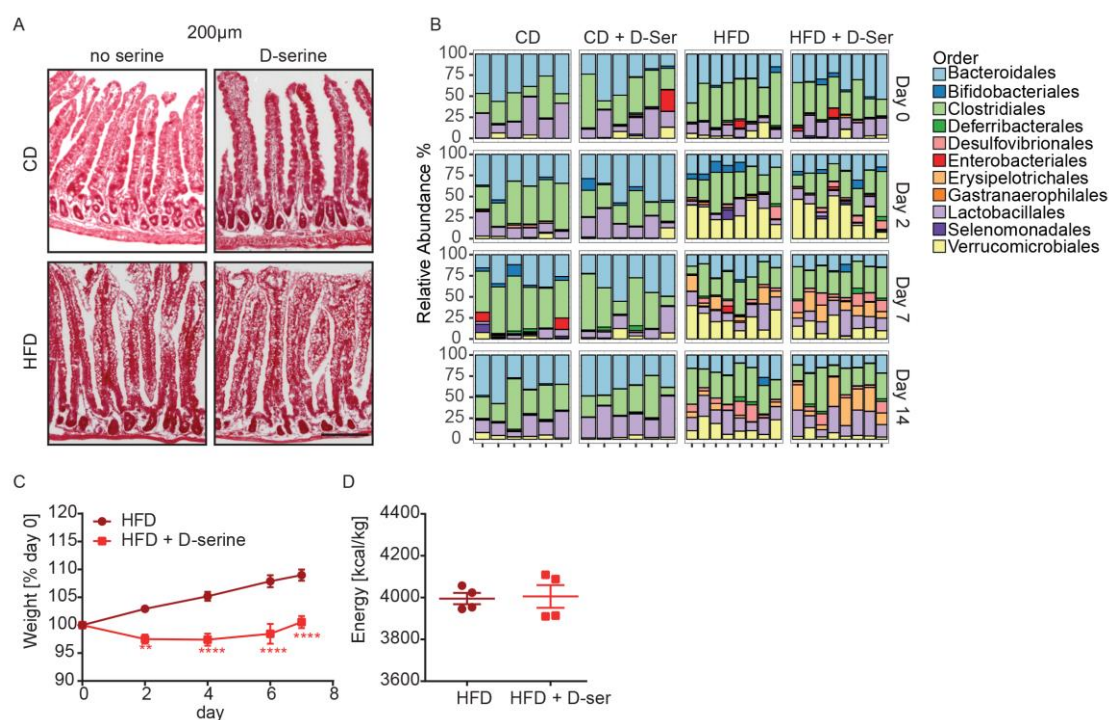 A
200µm
no serine
D-serine
CD
HFD
B
CD
CD + D-Ser
HFD
HFD + D-Ser
Relative Abundance %
100
75
50
25
0
Day 0
100
75
50
25
0
Day 2
100
75
50
25
0
Day 7
100
75
50
25
0
Day 14
Order
Bacteroidales
Bifidobacteriales
Clostridiales
Deferribacterales
Desulfovibrionales
Enterobacteriales
Erysipelotrichales
Gastranaerophilales
Lactobacillales
Selenomonadales
Verrucomicrobiales
C
Weight [% day 0]
120
115
110
105
100
95
90
HFD
HFD + D-serine
**
****
****
****
0 2 4 6 8
day
D
Energy [kcal/kg]
4400
4200
4000
3800
3600
HFD
HFD + D-ser